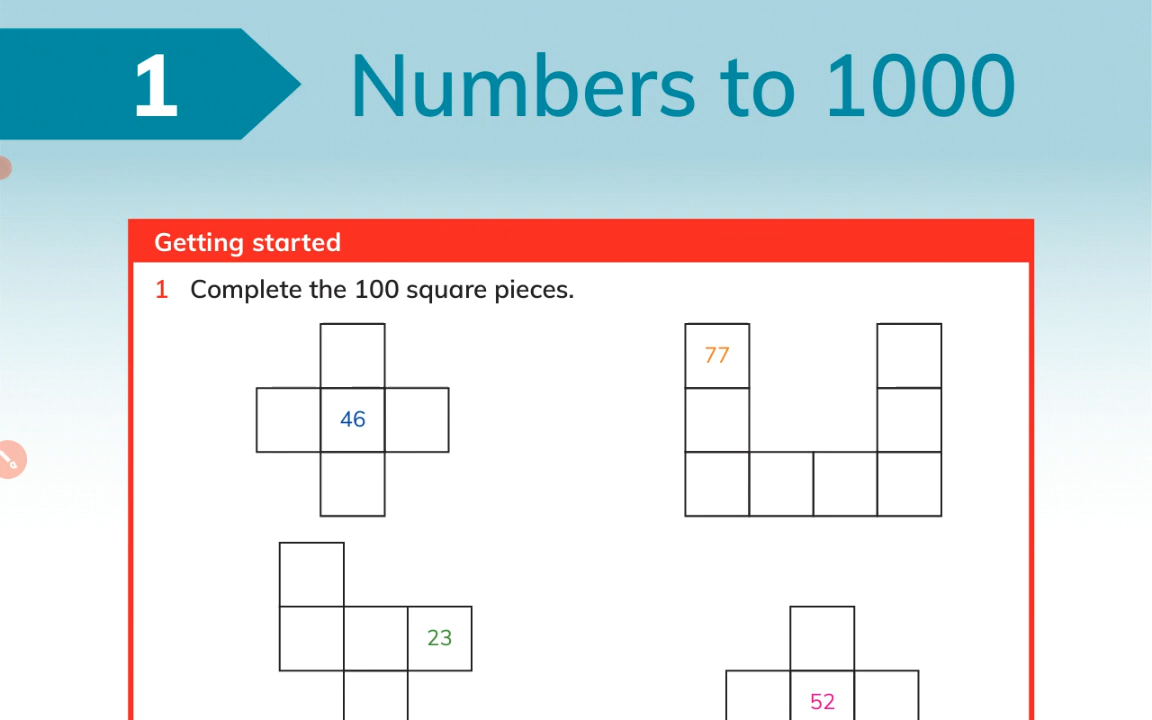 1 Numbers to 1000
Getting started
1 Complete the 100 square pieces.
77
46
23
52